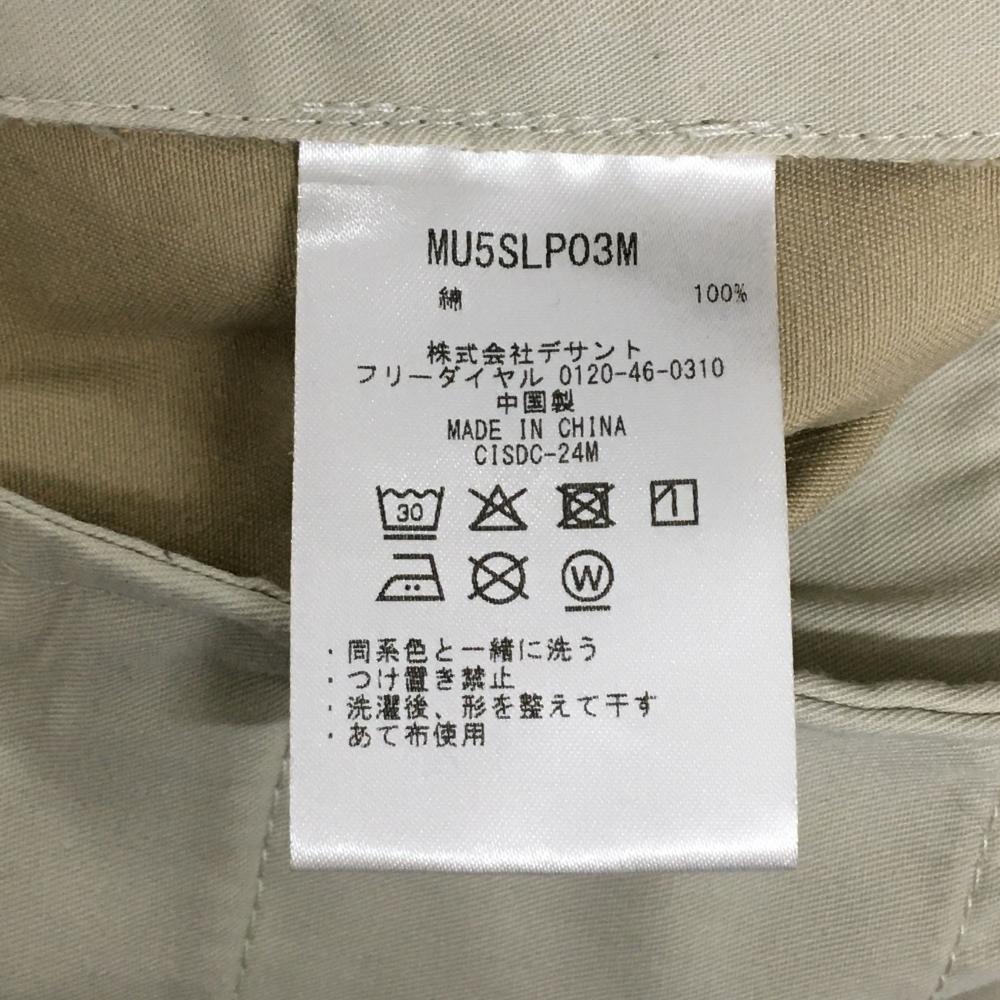 MU5SLP03M
綿 100%
株式会社デサント
フリーダイヤル 0120-46-0310
中国製
MADE IN CHINA
CISDC-24M
30
W
・同系色と一緒に洗う
・つけ置き禁止
・洗濯後、形を整えて干す
・あて布使用